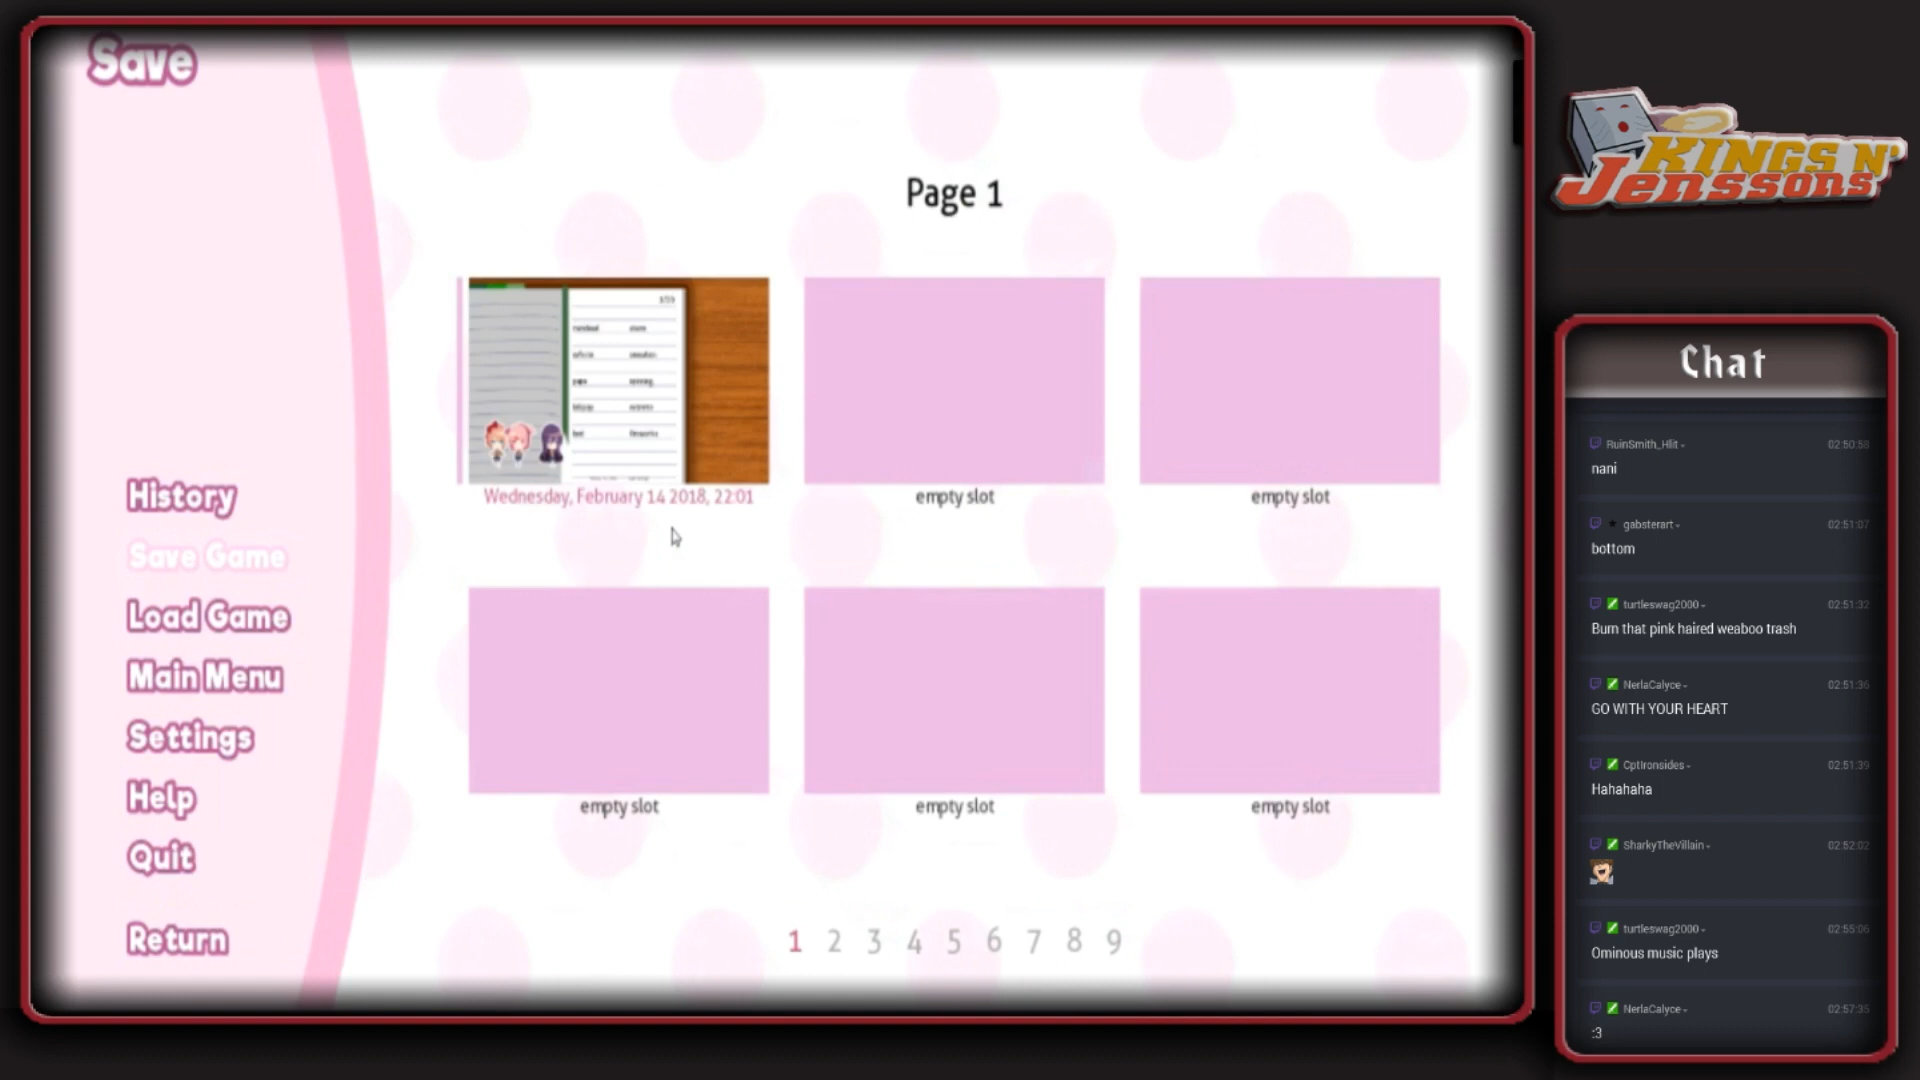 Save
Page 1
Wednesday, February 14 2018, 22:01
empty slot
empty slot
empty slot
empty slot
empty slot
History
Save Game
Load Game
Main Menu
Settings
Help
Quit
Return
1 2 3 4 5 6 7 8 9
KINGS N'
JENSSONS
Chat
RuinSmith_Hlit 02:50:58
nani
gabsterart 02:51:07
bottom
turtleswag2000 02:51:32
Burn that pink haired weaboo trash
NerlaCalyce 02:51:36
GO WITH YOUR HEART
CptIronsides 02:51:39
Hahahaha
SharkyTheVillain 02:52:02
turtleswag2000 02:55:06
Ominous music plays
NerlaCalyce 02:57:35
:3